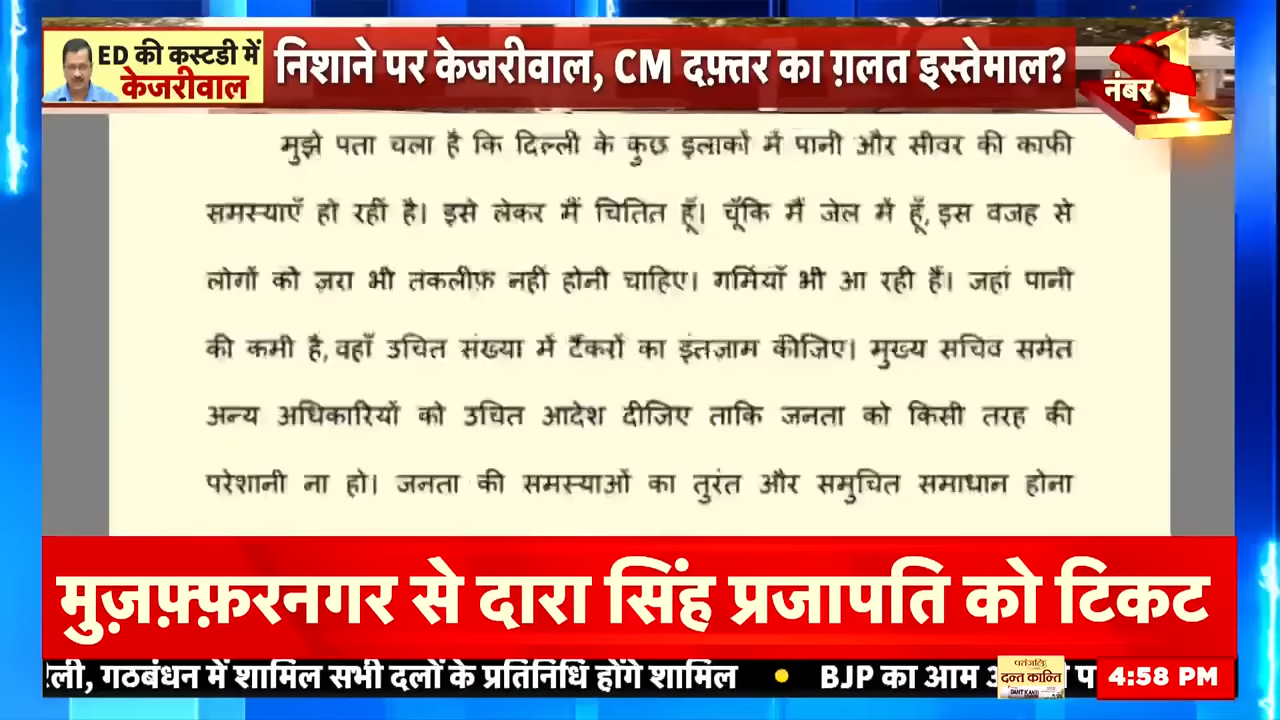 ED की कस्टडी में
केजरीवाल
निशाने पर केजरीवाल, CM दफ़्तर का ग़लत इस्तेमाल?
नंबर 1
मुझे पता चला है कि दिल्ली के कुछ इलाकों में पानी और सीवर की काफी
समस्याएँ हो रहीं है। इसे लेकर मैं चिंतित हूँ। चूँकि मैं जेल में हूँ, इस वजह से
लोगों को ज़रा भी तकलीफ़ नहीं होनी चाहिए। गर्मियाँ भी आ रही हैं। जहां पानी
की कमी है, वहाँ उचित संख्या में टैंकरों का इंतज़ाम कीजिए। मुख्य सचिव समेत
अन्य अधिकारियों को उचित आदेश दीजिए ताकि जनता को किसी तरह की
परेशानी ना हो। जनता की समस्याओं का तुरंत और समुचित समाधान होना
मुज़फ़्फ़रनगर से दारा सिंह प्रजापति को टिकट
ली, गठबंधन में शामिल सभी दलों के प्रतिनिधि होंगे शामिल BJP का आम
पतंजलि
दन्त कान्ति
DANT KANTI
4:58 PM